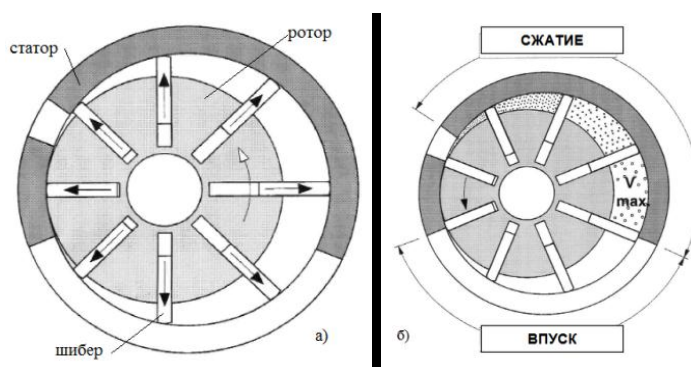 статор
ротор
шибер
а)
СЖАТИЕ
V
max.
б)
ВПУСК